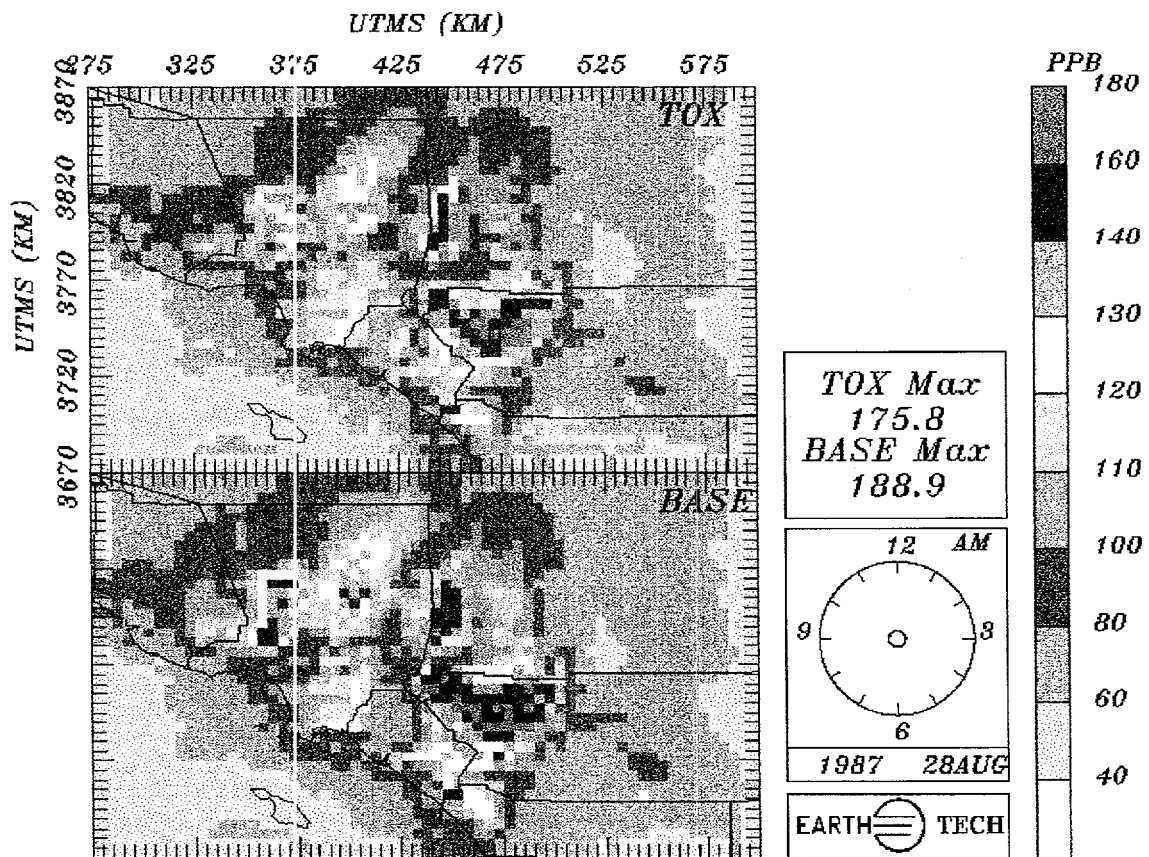 UTMS (KM)
275 325 375 425 475 525 575
PPB
UTMS (KM)
3870
3820
3770
3720
3670
TOX
BASE
TOX Max
175.8
BASE Max
188.9
12 AM
9 3
6
1987 28AUG
EARTH TECH
180
160
140
130
120
110
100
80
60
40